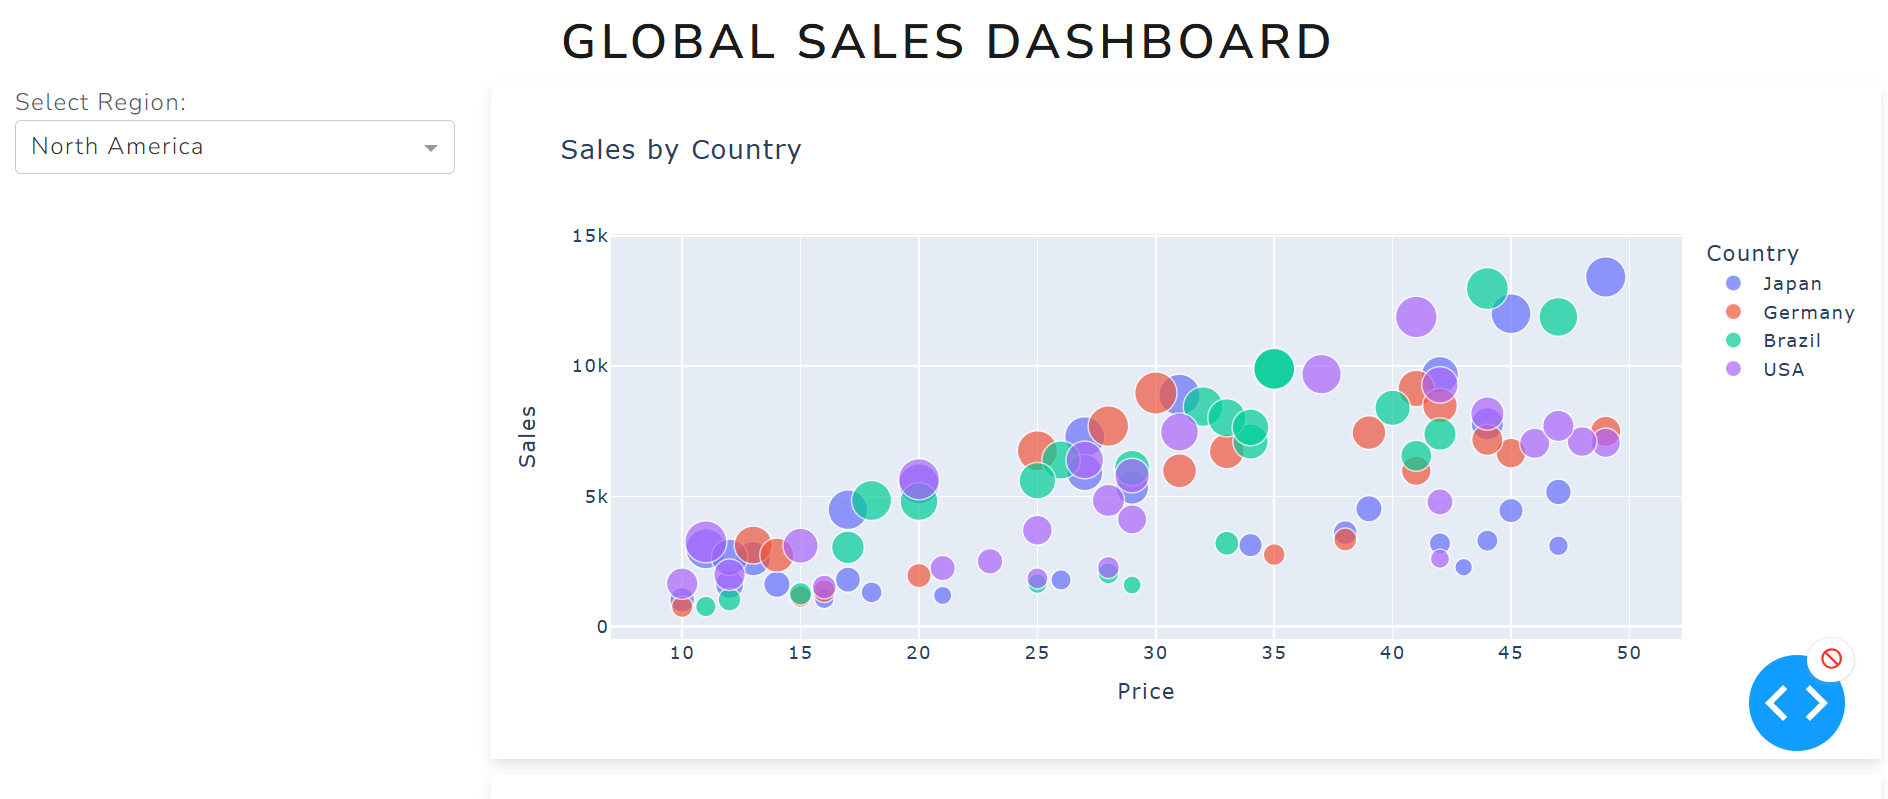 GLOBAL SALES DASHBOARD
Select Region:
North America
Sales by Country
15k
10k
5k
0
Sales
10 15 20 25 30 35 40 45 50
Price
Country
Japan
Germany
Brazil
USA